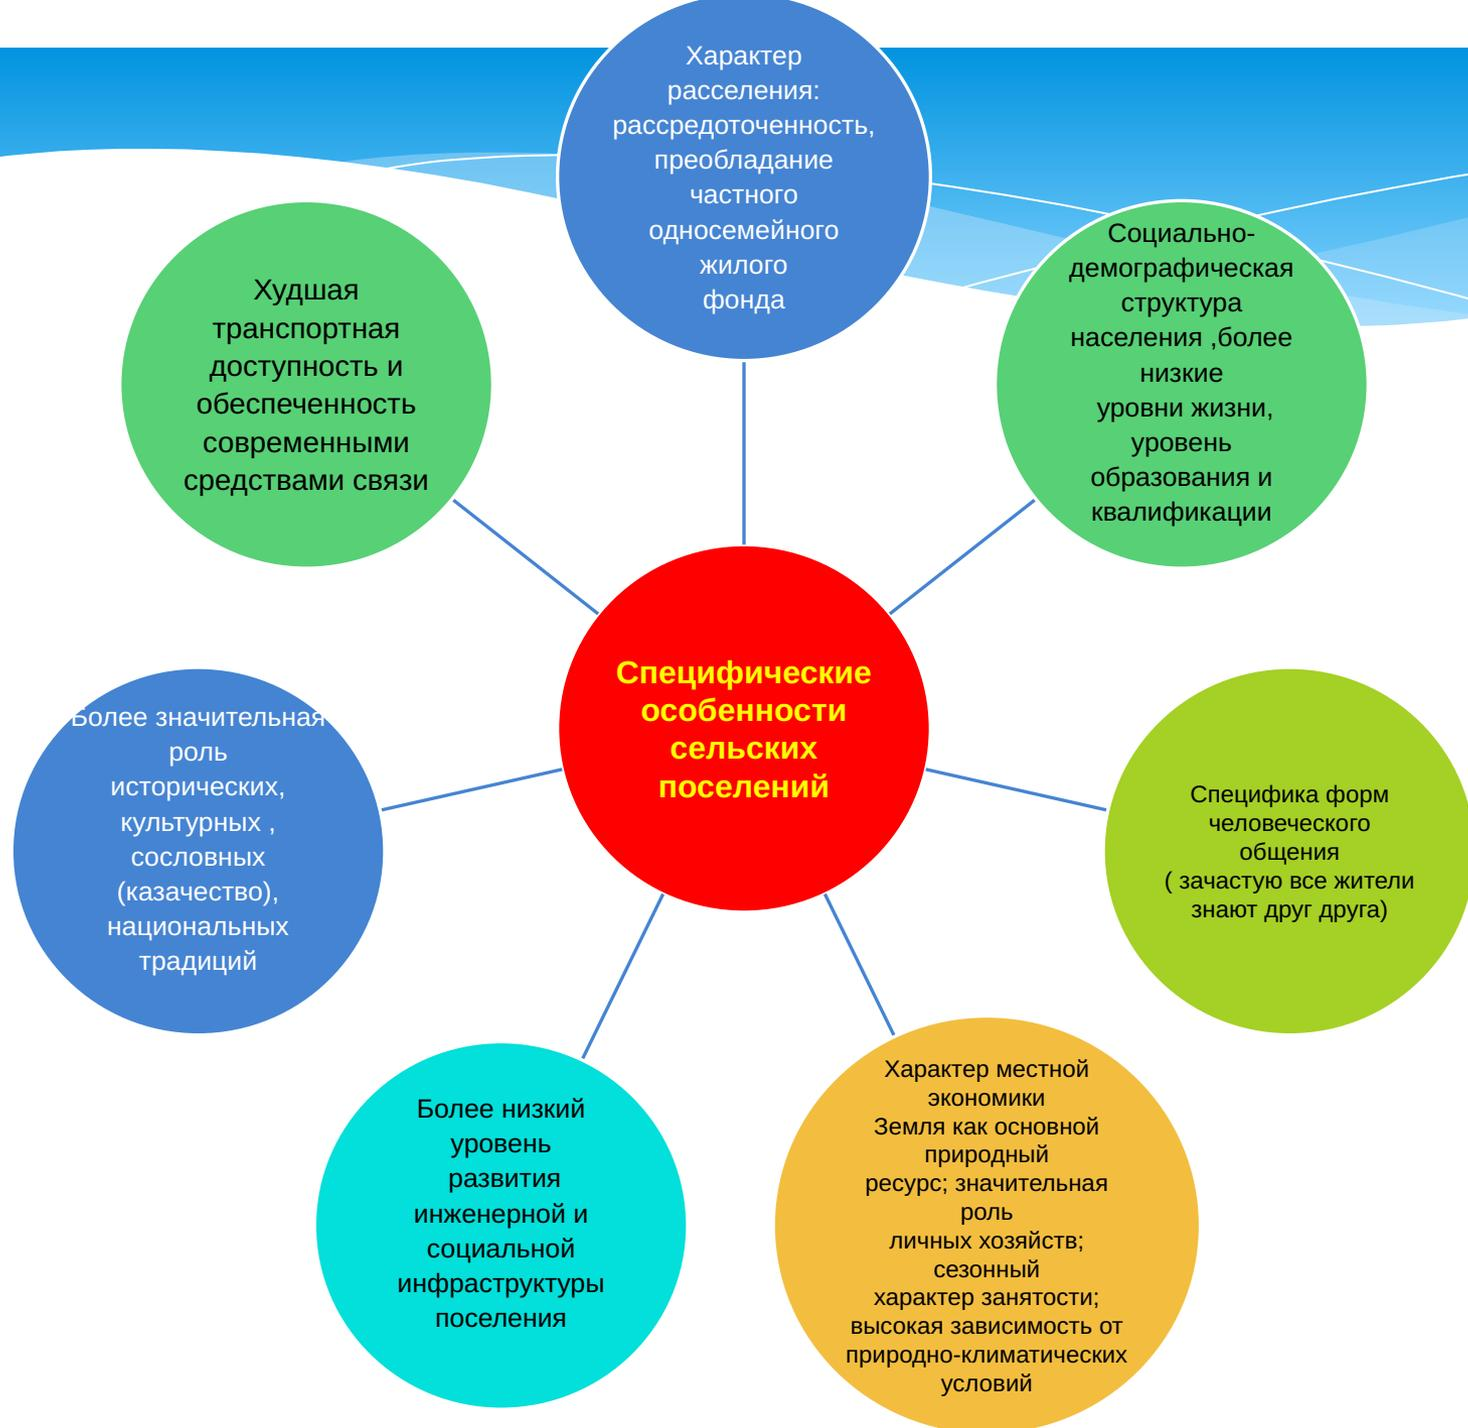 Характер
расселения:
рассредоточенность,
преобладание
частного
односемейного
жилого
фонда
Социально-
демографическая
структура
населения ,более
низкие
уровни жизни,
уровень
образования и
квалификации
Худшая
транспортная
доступность и
обеспеченность
современными
средствами связи
Специфические
особенности
сельских
поселений
Более значительная
роль
исторических,
культурных ,
сословных
(казачество),
национальных
традиций
Специфика форм
человеческого
общения
( зачастую все жители
знают друг друга)
Более низкий
уровень
развития
инженерной и
социальной
инфраструктуры
поселения
Характер местной
экономики
Земля как основной
природный
ресурс; значительная
роль
личных хозяйств;
сезонный
характер занятости;
высокая зависимость от
природно-климатических
условий